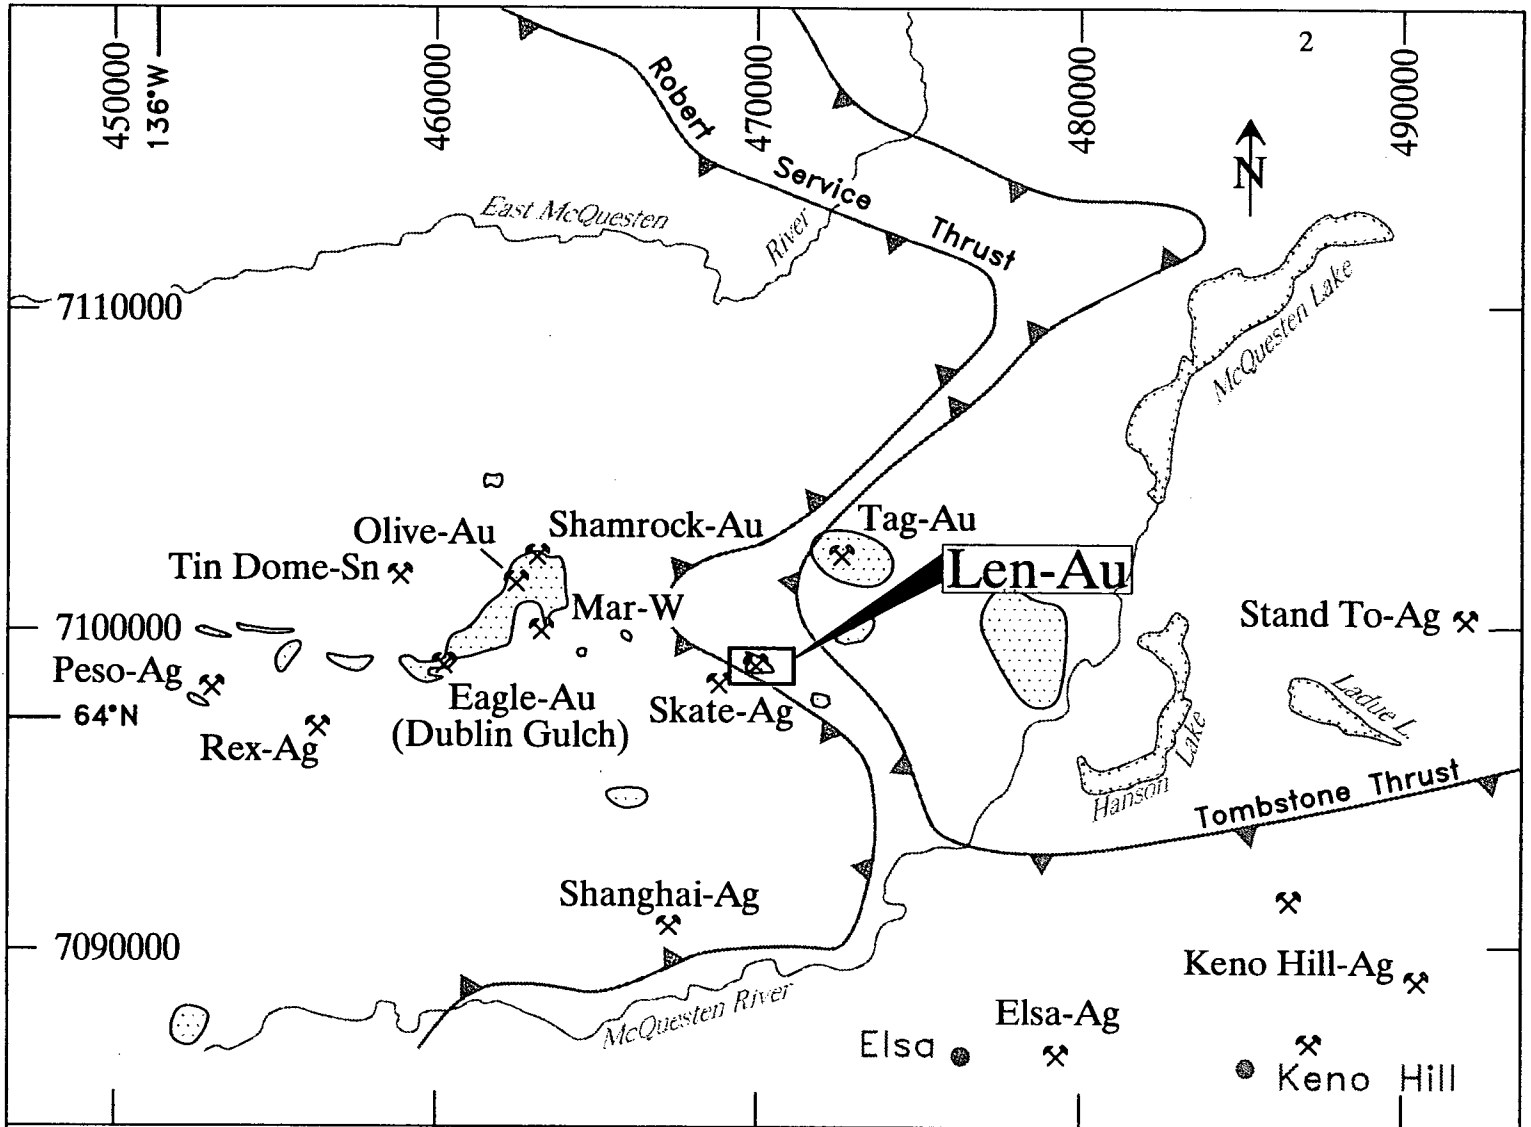 450000
136°W
460000
470000
480000
2
490000
N
Robert Service Thrust
East McQuesten
River
7110000
McQuesten Lake
Olive-Au
Shamrock-Au
Tag-Au
Tin Dome-Sn
Len-Au
Mar-W
7100000
Stand To-Ag
Peso-Ag
Eagle-Au
(Dublin Gulch)
Skate-Ag
64°N
Rex-Ag
Ladue L.
Hanson Lake
Tombstone Thrust
Shanghai-Ag
7090000
McQuesten River
Keno Hill-Ag
Elsa-Ag
Elsa
Keno Hill